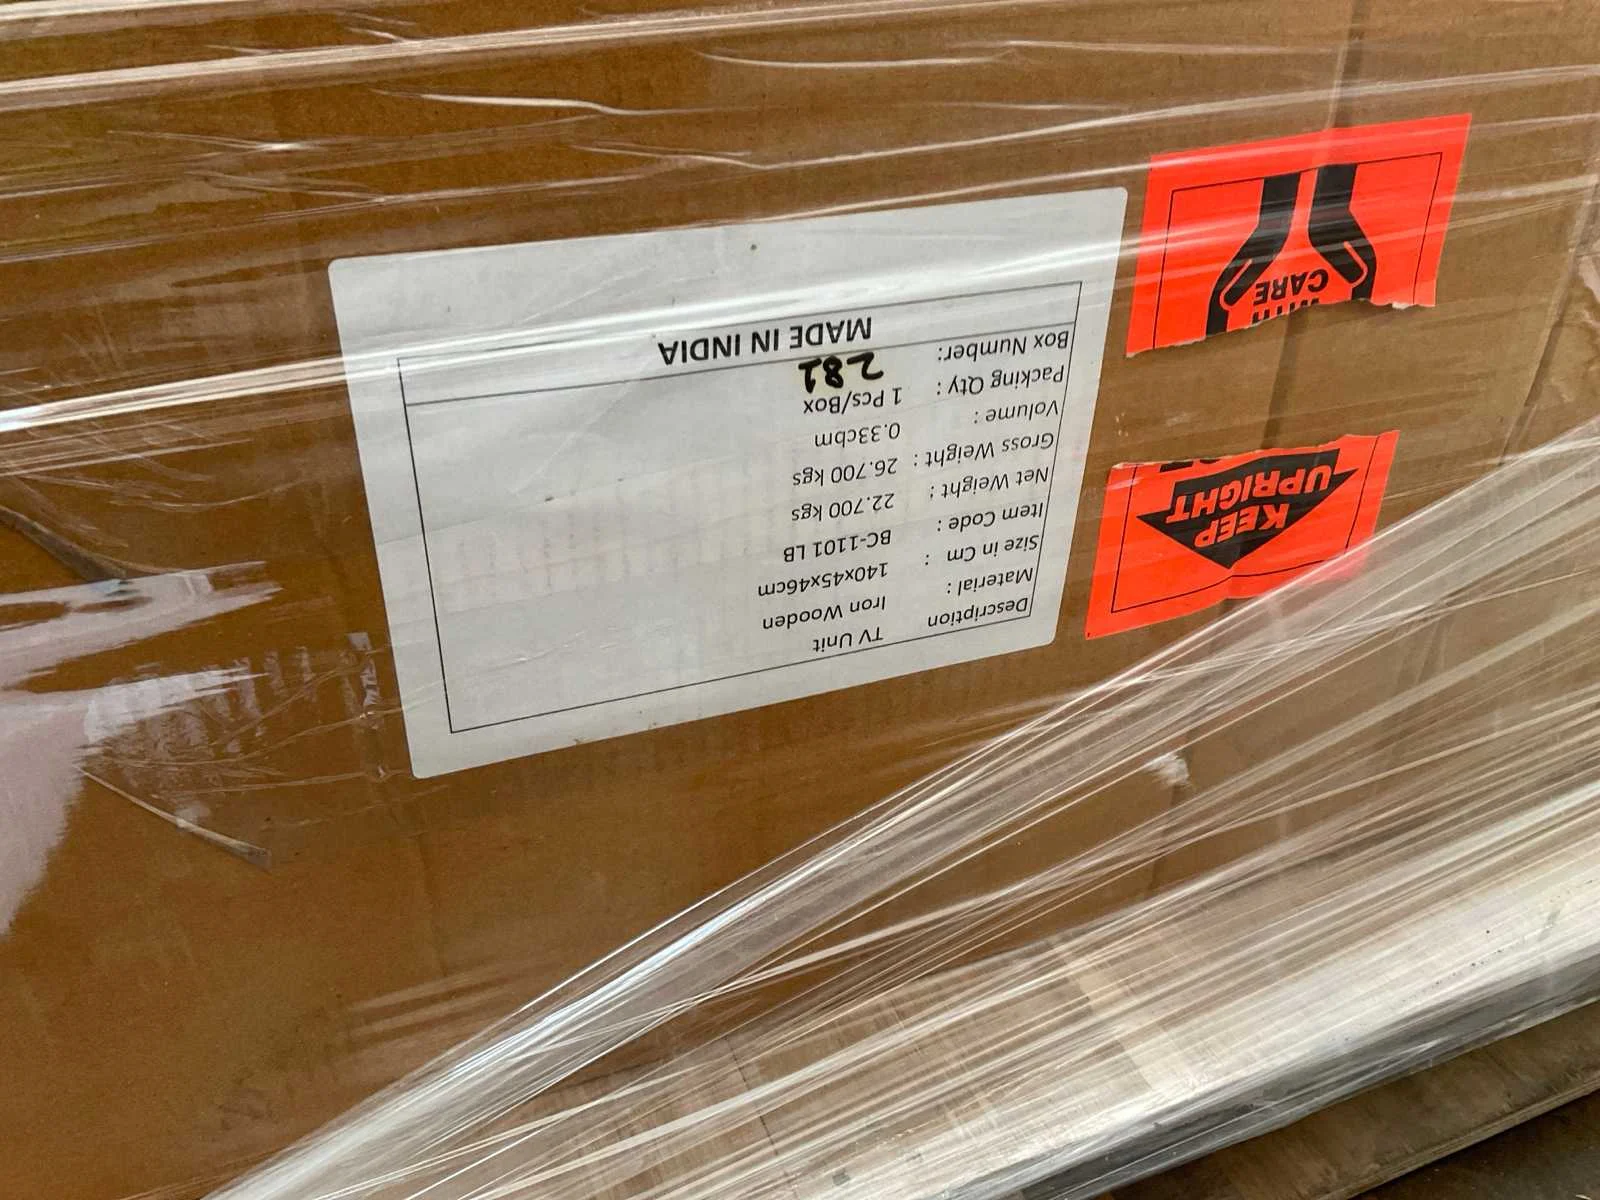 Description TV Unit
Material : Iron Wooden
Size in Cm : 140x45x46cm
Item Code : BC-1101 LB
Net Weight : 22.700 kgs
Gross Weight : 26.700 kgs
Volume : 0.33cbm
Packing Qty : 1 Pcs/Box
Box Number: 281
MADE IN INDIA
KEEP
UPRIGHT
WITH
CARE